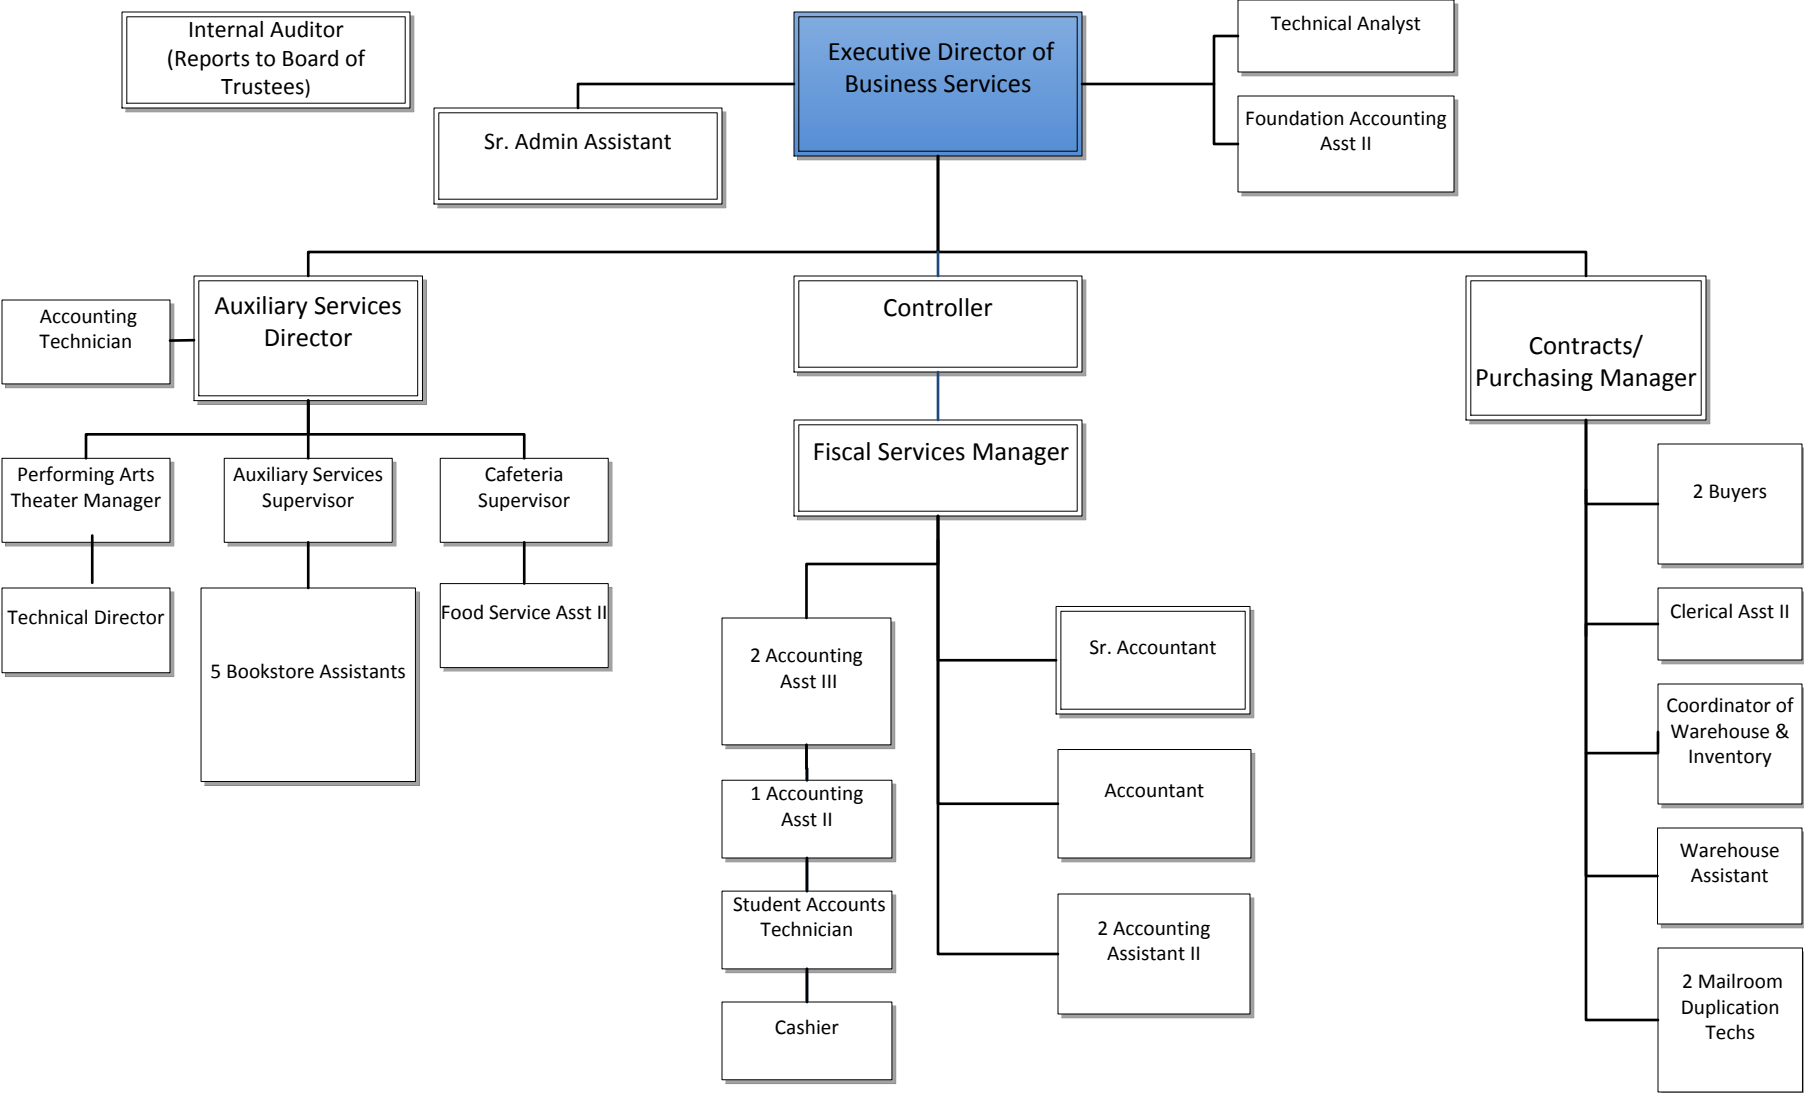 Internal Auditor
(Reports to Board of
Trustees)
Executive Director of
Business Services
Technical Analyst
Foundation Accounting
Asst II
Sr. Admin Assistant
Accounting
Technician
Auxiliary Services
Director
Controller
Contracts/
Purchasing Manager
Performing Arts
Theater Manager
Auxiliary Services
Supervisor
Cafeteria
Supervisor
Technical Director
5 Bookstore Assistants
Food Service Asst II
Fiscal Services Manager
2 Accounting
Asst III
1 Accounting
Asst II
Student Accounts
Technician
Cashier
Sr. Accountant
Accountant
2 Accounting
Assistant II
2 Buyers
Clerical Asst II
Coordinator of
Warehouse &
Inventory
Warehouse
Assistant
2 Mailroom
Duplication
Techs